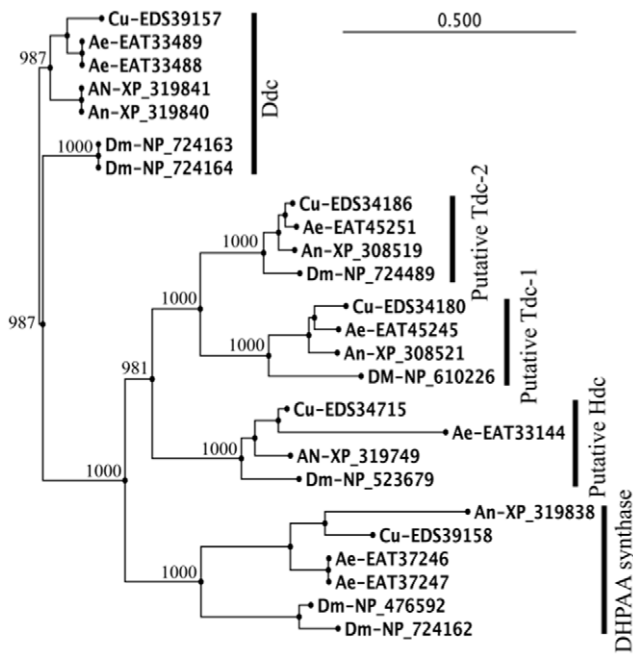 Cu-EDS39157
0.500
Ae-EAT33489
987
Ae-EAT33488
AN-XP_319841
Ddc
An-XP_319840
1000
Dm-NP_724163
Dm-NP_724164
Cu-EDS34186
Ae-EAT45251
1000
An-XP_308519
Dm-NP_724489
Putative Tdc-2
1000
Cu-EDS34180
987
Ae-EAT45245
1000
An-XP_308521
DM-NP_610226
Putative Tdc-1
981
Cu-EDS34715
Ae-EAT33144
1000
AN-XP_319749
Dm-NP_523679
Putative Hdc
1000
An-XP_319838
Cu-EDS39158
Ae-EAT37246
1000
Ae-EAT37247
Dm-NP_476592
Dm-NP_724162
DHPAA synthase